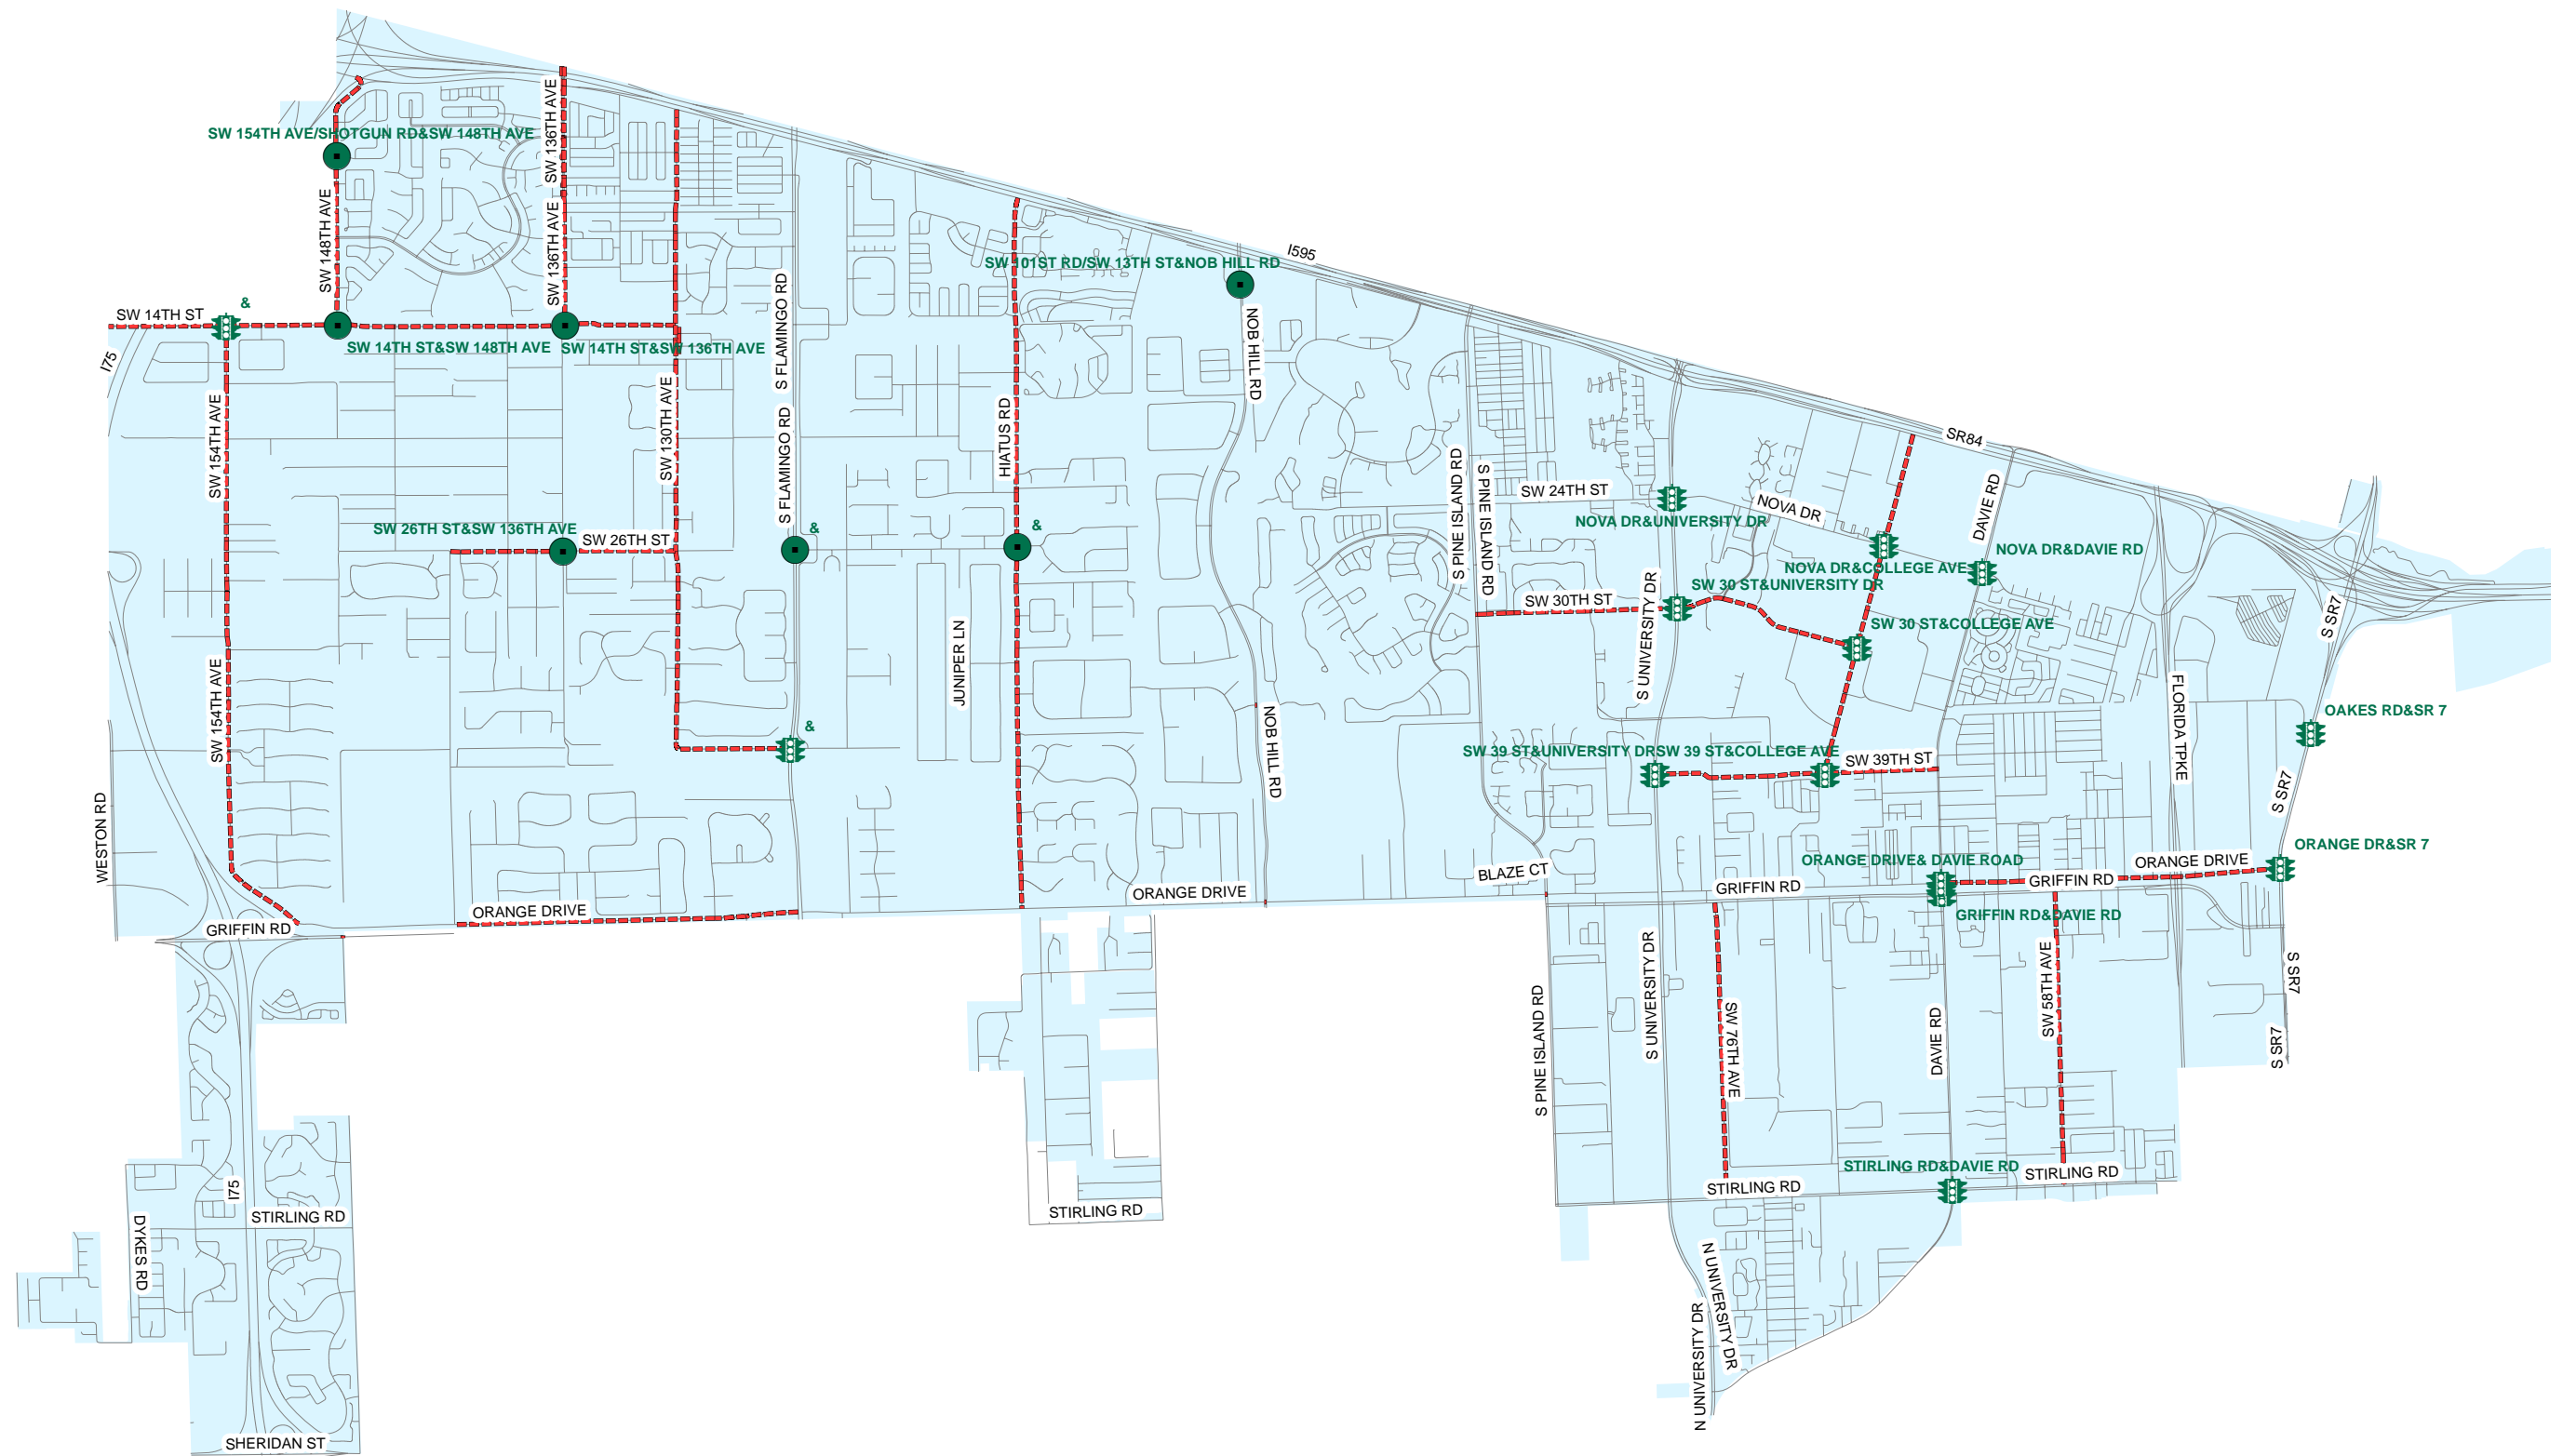 SW 136TH AVE
SW 154TH AVE/SHOTGUN RD&SW 148TH AVE
SW 148TH AVE
SW 136TH AVE
SW 136TH AVE
I595
SW 101ST RD/SW 13TH ST&NOB HILL RD
&
SW 14TH ST
SW 14TH ST&SW 148TH AVE
SW 14TH ST&SW 136TH AVE
I75
S FLAMINGO RD
NOB HILL RD
SW 154TH AVE
SW 130TH AVE
S FLAMINGO RD
HIATUS RD
S PINE ISLAND RD
S PINE ISLAND RD
SR84
SW 24TH ST
NOVA DR
DAVIE RD
NOVA DR&UNIVERSITY DR
SW 26TH ST&SW 136TH AVE
SW 26TH ST
&
&
NOVA DR&DAVIE RD
NOVA DR&COLLEGE AVE
SW 30 ST&UNIVERSITY DR
SW 30TH ST
SW 30 ST&COLLEGE AVE
S SR7
S UNIVERSITY DR
JUNIPER LN
SW 154TH AVE
FLORIDA TPKE
OAKES RD&SR 7
&
NOB HILL RD
SW 39 ST&UNIVERSITY DR
SW 39 ST&COLLEGE AVE
SW 39TH ST
S SR7
WESTON RD
ORANGE DR&SR 7
ORANGE DRIVE& DAVIE ROAD
ORANGE DRIVE
BLAZE CT
GRIFFIN RD
GRIFFIN RD
ORANGE DRIVE
ORANGE DRIVE
GRIFFIN RD&DAVIE RD
GRIFFIN RD
S UNIVERSITY DR
SW 58TH AVE
S SR7
S PINE ISLAND RD
SW 76TH AVE
DAVIE RD
S SR7
STIRLING RD&DAVIE RD
STIRLING RD
STIRLING RD
I75
STIRLING RD
STIRLING RD
DYKES RD
N UNIVERSITY DR
N UNIVERSITY DR
SHERIDAN ST